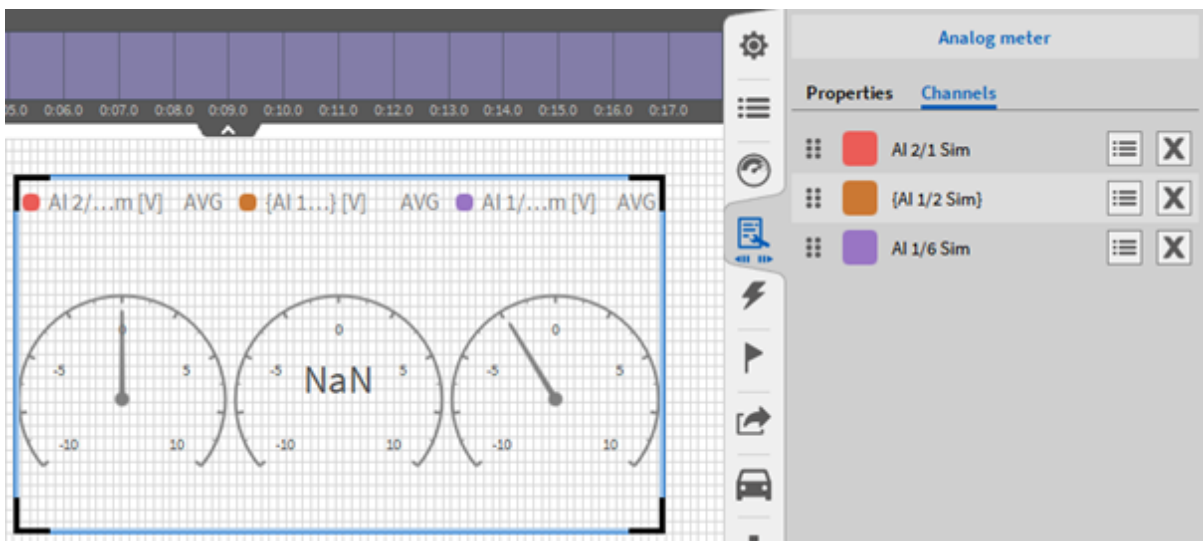 Analog meter
Properties Channels
5.0 0:06.0 0:07.0 0:08.0 0:09.0 0:10.0 0:11.0 0:12.0 0:13.0 0:14.0 0:15.0 0:16.0 0:17.0
AI 2/1 Sim
{AI 1/2 Sim}
AI 1/6 Sim
AI 2/...m [V] AVG {AI 1...} [V] AVG AI 1/...m [V] AVG
0 0 0
-5 5 -5 NaN 5 -5 5
-10 10 -10 10 -10 10